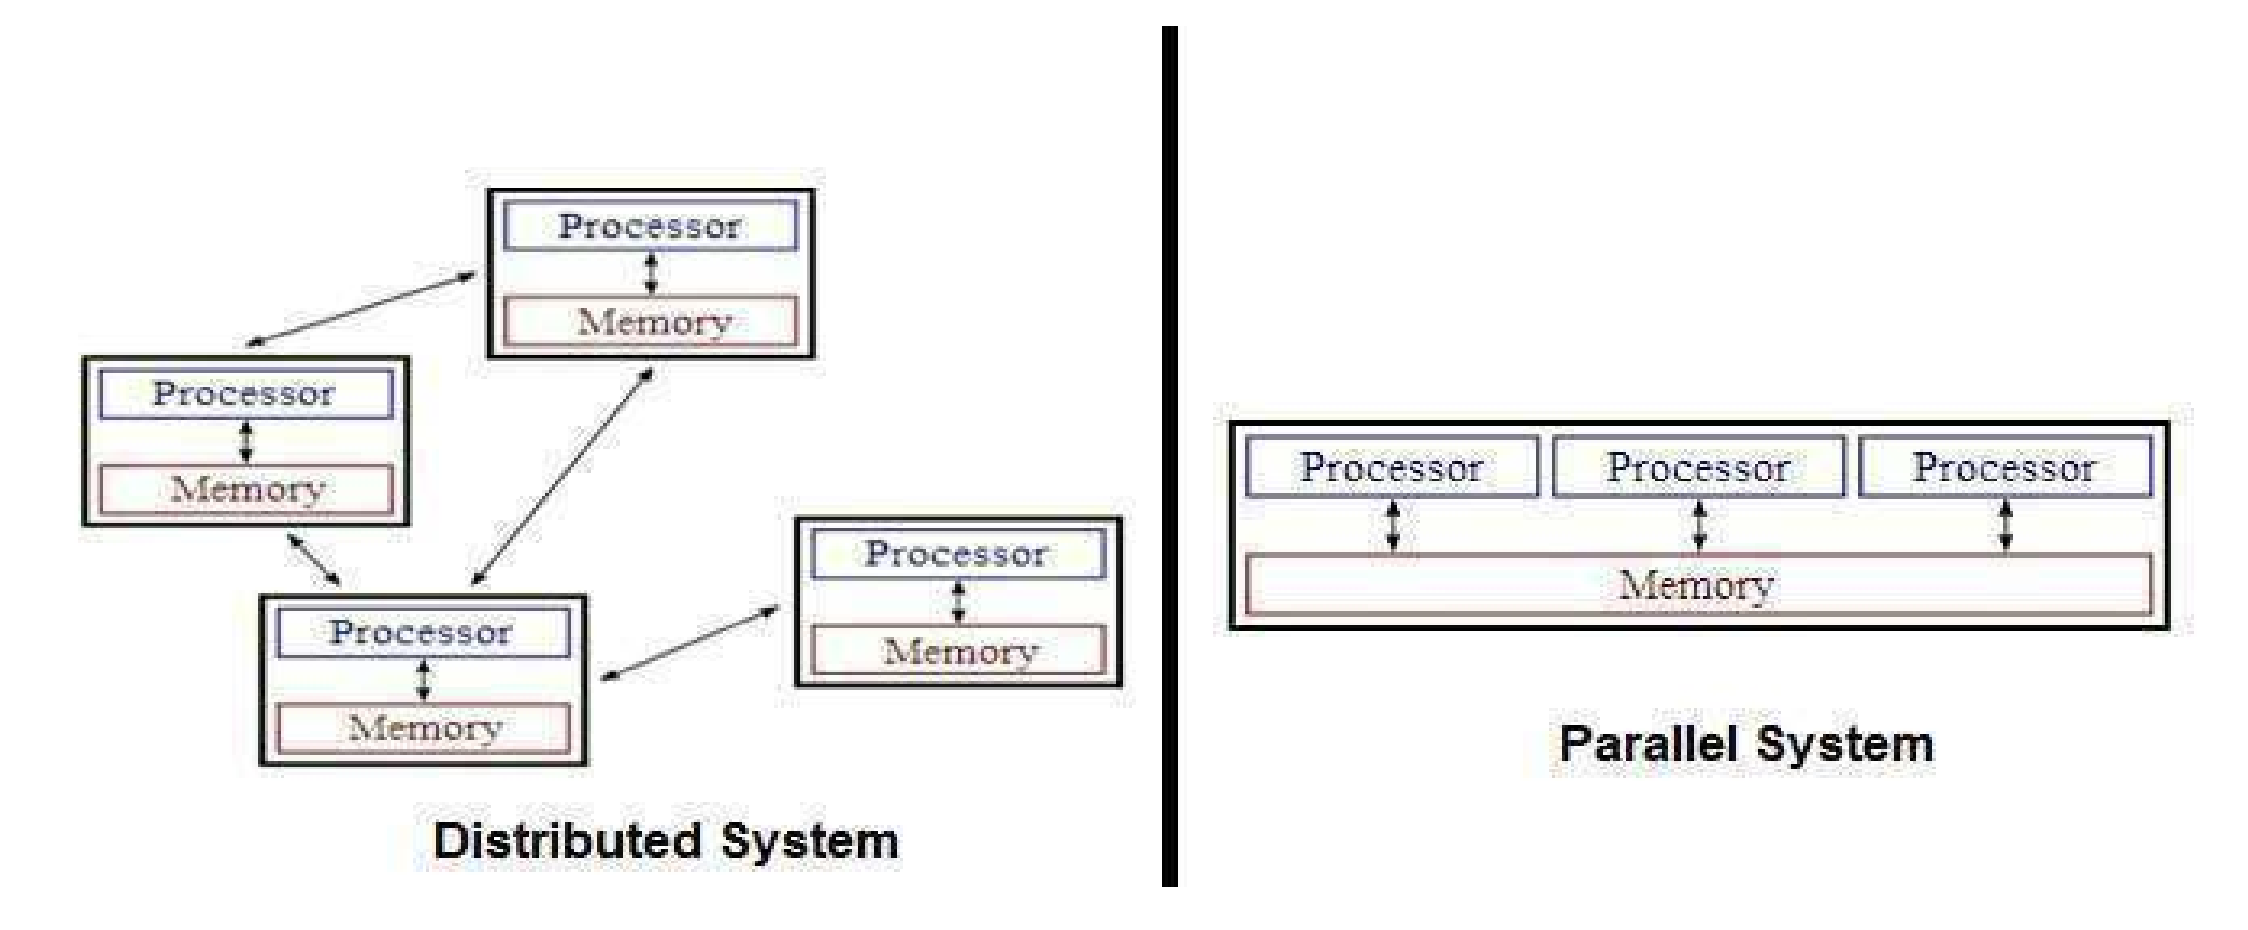 Processor
Memory
Processor
Memory
Processor
Memory
Processor
Memory
Distributed System
Processor Processor Processor
Memory
Parallel System